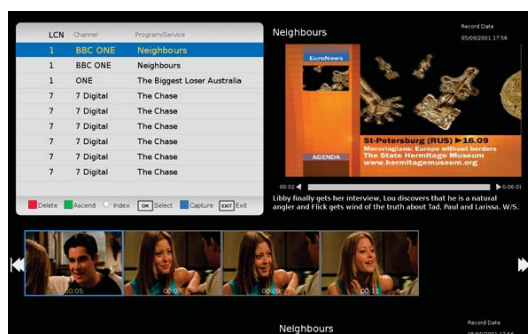 LCN Channel Program/Service
1 BBC ONE Neighbours
1 BBC ONE Neighbours
1 ONE The Biggest Loser Australia
7 7 Digital The Chase
7 7 Digital The Chase
7 7 Digital The Chase
7 7 Digital The Chase
7 7 Digital The Chase
7 7 Digital The Chase
Delete Ascend Index OK Select Capture EXIT Exit
Neighbours
Record Date
05/09/2001 17:56
EuroNews
AGENDA
St-Petersburg (RUS) ►16.09
Merovingians: Europe without borders
The State Hermitage Museum
www.hermitagemuseum.org
00:02
0:06:01
Libby finally gets her interview, Lou discovers that he is a natural
angler and Flick gets wind of the truth about Tad, Paul and Larissa. W/S.
00:05
00:07
00:09
00:11
Neighbours
Record Date